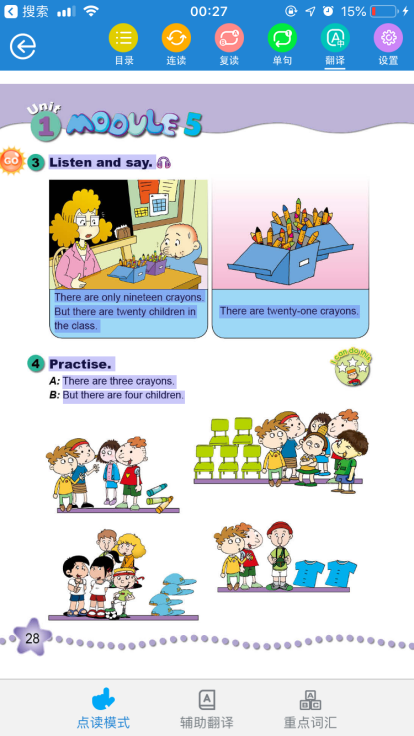 搜索
00:27
15%
目录
连读
复读
单句
翻译
设置
Unit
1 MODULE 5
GO
3 Listen and say.
There are only nineteen crayons.
But there are twenty children in
the class.
There are twenty-one crayons.
4 Practise.
I can do this
A: There are three crayons.
B: But there are four children.
28
点读模式
辅助翻译
重点词汇